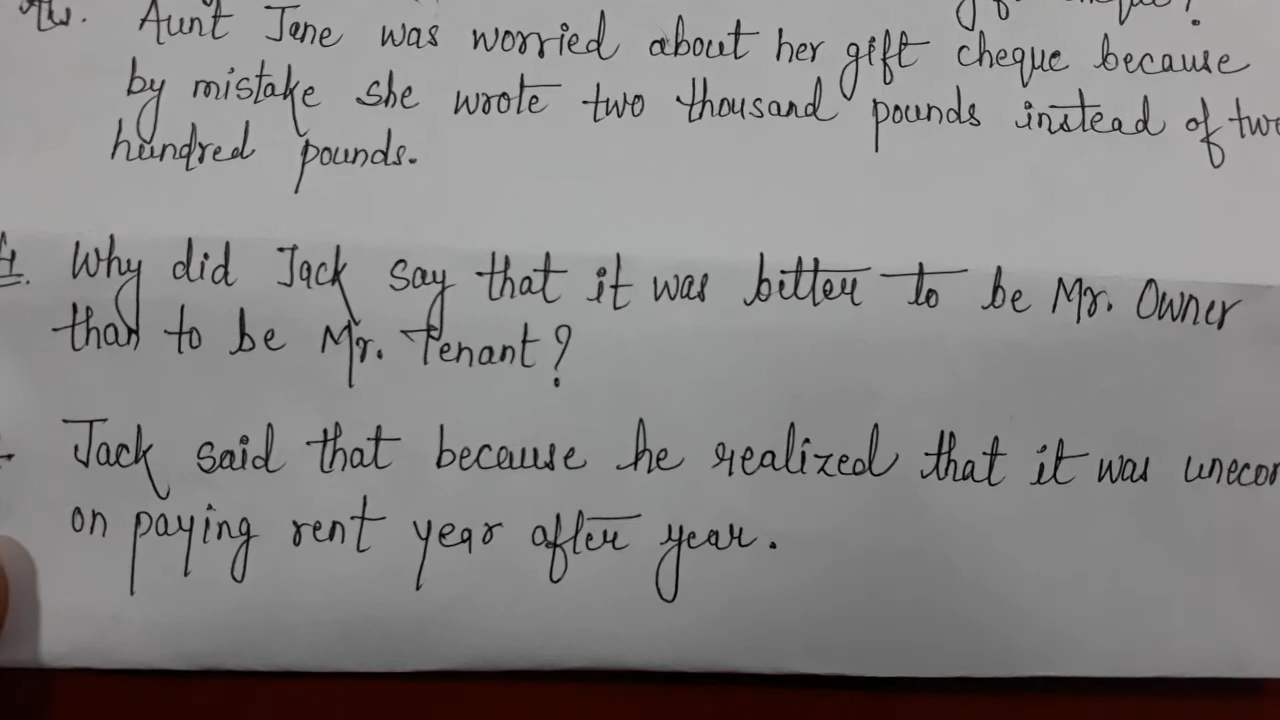 Aunt Jane was worried about her gift cheque because
by mistake she wrote two thousand pounds instead of two
hundred pounds.
Why did Jack say that it was better to be Mr. Owner
than to be Mr. Tenant?
Jack said that because he realized that it was unecon
on paying rent year after year.